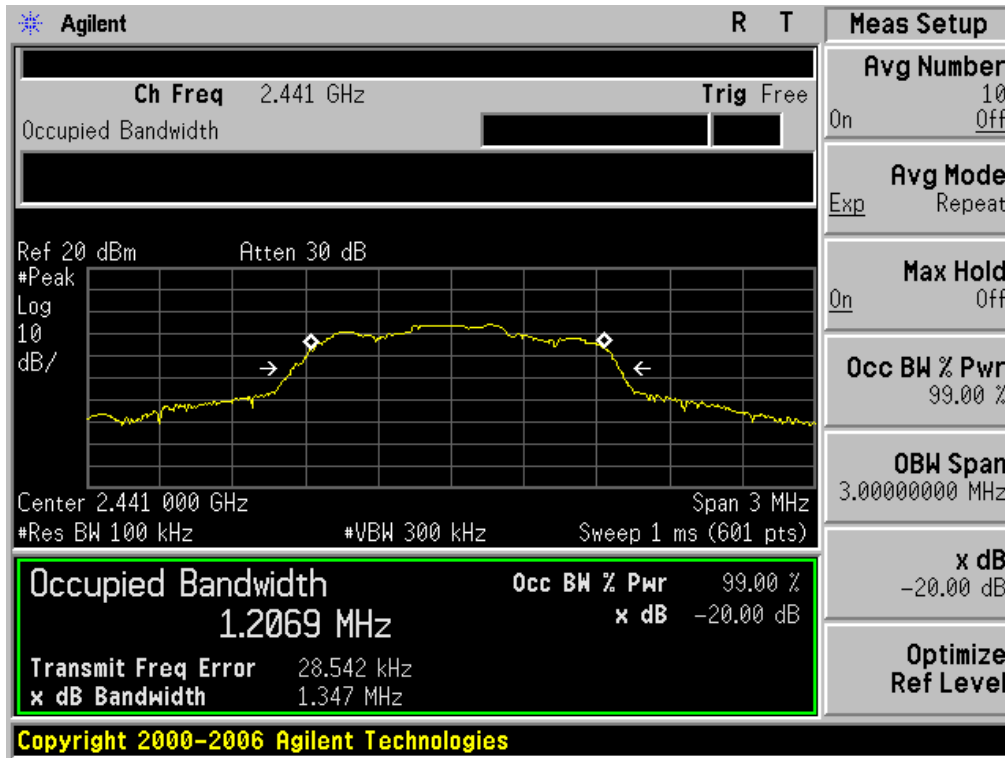 Agilent R T
Ch Freq 2.441 GHz Trig Free
Occupied Bandwidth
Ref 20 dBm Atten 30 dB
#Peak
Log
10
dB/
Center 2.441 000 GHz Span 3 MHz
#Res BW 100 kHz #VBW 300 kHz Sweep 1 ms (601 pts)
Occupied Bandwidth
1.2069 MHz
Occ BW % Pwr 99.00 %
x dB -20.00 dB
Transmit Freq Error 28.542 kHz
x dB Bandwidth 1.347 MHz
Copyright 2000-2006 Agilent Technologies
Meas Setup
Avg Number
10
On Off
Avg Mode
Exp Repeat
Max Hold
On Off
Occ BW % Pwr
99.00 %
OBW Span
3.00000000 MHz
x dB
-20.00 dB
Optimize
Ref Level